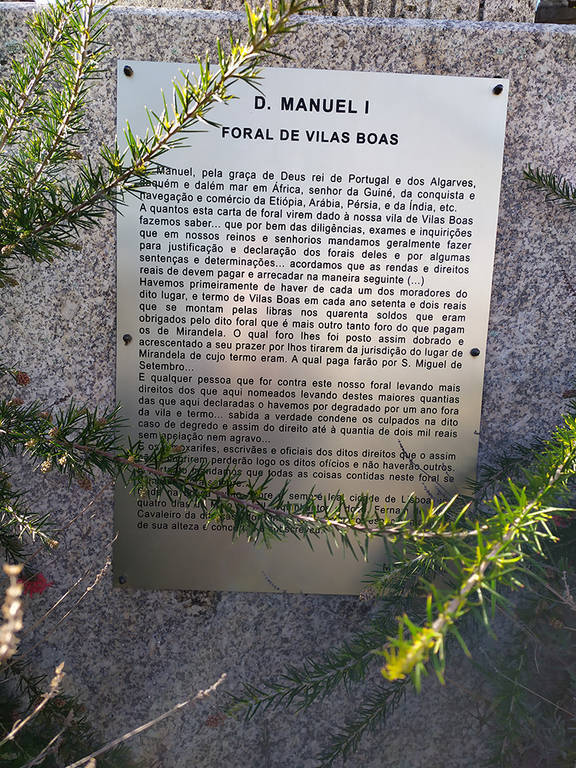 D. MANUEL I
FORAL DE VILAS BOAS
Manuel, pela graça de Deus rei de Portugal e dos Algarves,
daquém e dalém mar em África, senhor da Guiné, da conquista e
navegação e comércio da Etiópia, Arábia, Pérsia, e da Índia, etc.
A quantos esta carta de foral virem dado à nossa vila de Vilas Boas
fazemos saber... que por bem das diligências, exames e inquirições
que em nossos reinos e senhorios mandamos geralmente fazer
para justificação e declaração dos forais deles e por algumas
sentenças e determinações... acordamos que as rendas e direitos
reais de devem pagar e arrecadar na maneira seguinte (...)
Havemos primeiramente de haver de cada um dos moradores do
dito lugar, e termo de Vilas Boas em cada ano setenta e dois reais
que se montam pelas libras nos quarenta soldos que eram
obrigados pelo dito foral que é mais outro tanto foro do que pagam
os de Mirandela. O qual foro lhes foi posto assim dobrado e
acrescentado a seu prazer por lhos tirarem da jurisdição do lugar de
Mirandela de cujo termo eram. A qual paga farão por S. Miguel de
Setembro...
E qualquer pessoa que for contra este nosso foral levando mais
direitos dos que aqui nomeados levando destes maiores quantias
das que aqui declaradas o havemos por degradado por um ano fora
da vila e termo... sabida a verdade condene os culpados na dito
caso de degredo e assim do direito até à quantia de dois mil reais
sem apelação nem agravo...
E os almoxarifes, escrivães e oficiais dos ditos direitos que o assim
perderão logo os ditos ofícios e não haverão outros.
mandamos que todas as coisas contidas neste foral se
sempre leal cidade de Lisboa
quatro dias
Cavaleiro da
de sua alteza e